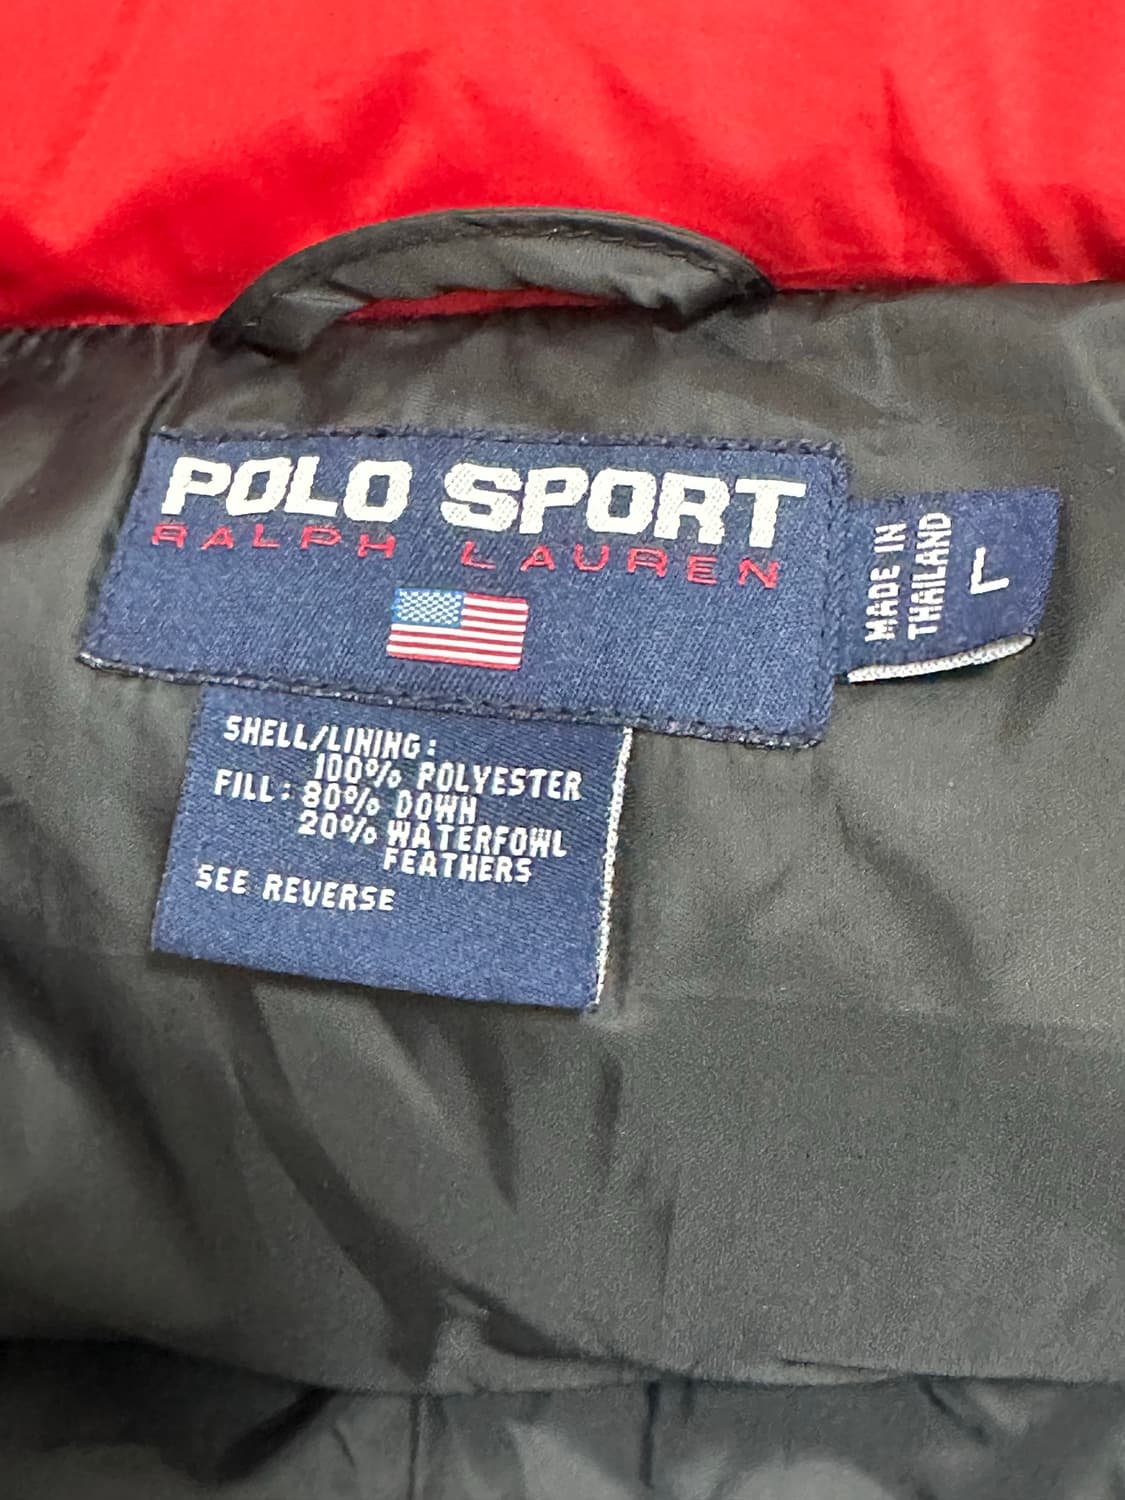 POLO SPORT
RALPH LAUREN
MADE IN
THAILAND
L
SHELL/LINING:
100% POLYESTER
FILL: 80% DOWN
20% WATERFOWL
FEATHERS
SEE REVERSE